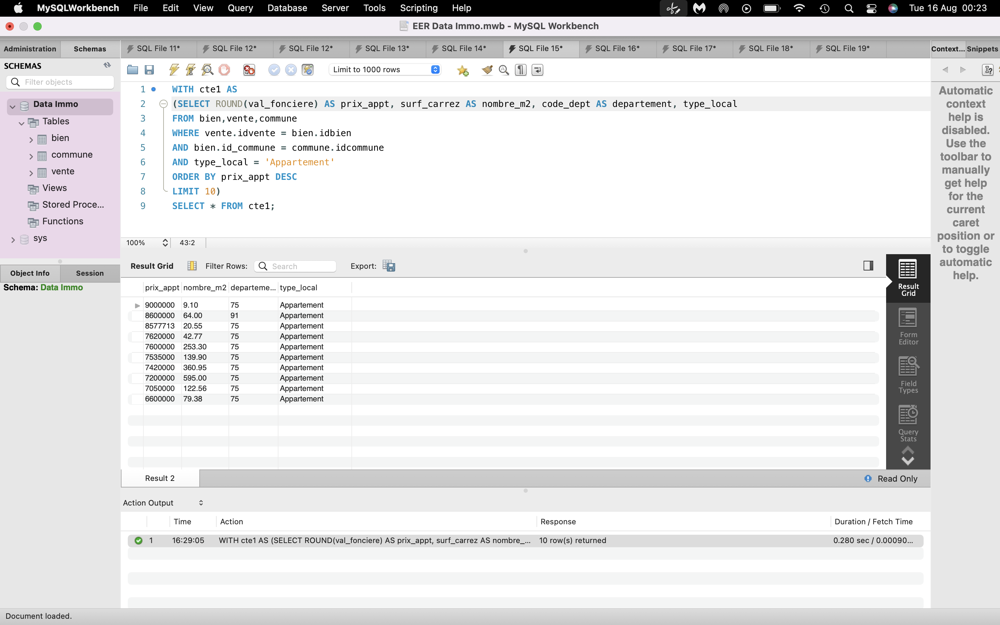 MySQLWorkbench File Edit View Query Database Server Tools Scripting Help Tue 16 Aug 00:23
EER Data Immo.mwb - MySQL Workbench
Administration Schemas SQL File 11* SQL File 12* SQL File 12* SQL File 13* SQL File 14* SQL File 15* SQL File 16* SQL File 17* SQL File 18* SQL File 19* Context... Snippets
SCHEMAS
Limit to 1000 rows
Filter objects
Data Immo
Tables
bien
commune
vente
Views
Stored Proce...
Functions
sys
Object Info Session
Schema: Data Immo
1 WITH cte1 AS
2 (SELECT ROUND(val_fonciere) AS prix_appt, surf_carrez AS nombre_m2, code_dept AS departement, type_local
3 FROM bien,vente,commune
4 WHERE vente.idvente = bien.idbien
5 AND bien.id_commune = commune.idcommune
6 AND type_local = 'Appartement'
7 ORDER BY prix_appt DESC
8 LIMIT 10)
9 SELECT * FROM cte1;
100% 43:2
Result Grid Filter Rows: Search Export:
prix_appt nombre_m2 departeme... type_local
9000000 9.10 75 Appartement
8600000 64.00 91 Appartement
8577713 20.55 75 Appartement
7620000 42.77 75 Appartement
7600000 253.30 75 Appartement
7535000 139.90 75 Appartement
7420000 360.95 75 Appartement
7200000 595.00 75 Appartement
7050000 122.56 75 Appartement
6600000 79.38 75 Appartement
Result
Grid
Form
Editor
Field
Types
Query
Stats
Result 2 Read Only
Action Output
Time Action Response Duration / Fetch Time
1 16:29:05 WITH cte1 AS (SELECT ROUND(val_fonciere) AS prix_appt, surf_carrez AS nombre_... 10 row(s) returned 0.280 sec / 0.00090...
Automatic
context
help is
disabled.
Use the
toolbar to
manually
get help
for the
current
caret
position or
to toggle
automatic
help.
Document loaded.